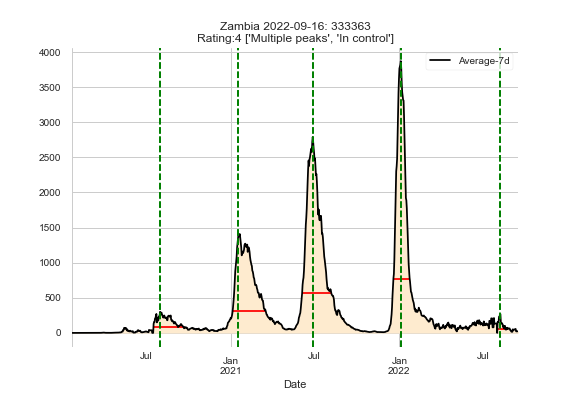 Zambia 2022-09-16: 333363
Rating:4 ['Multiple peaks', 'In control']
Average-7d
4000
3500
3000
2500
2000
1500
1000
500
0
Jul
Jan
2021
Jul
Jan
2022
Jul
Date